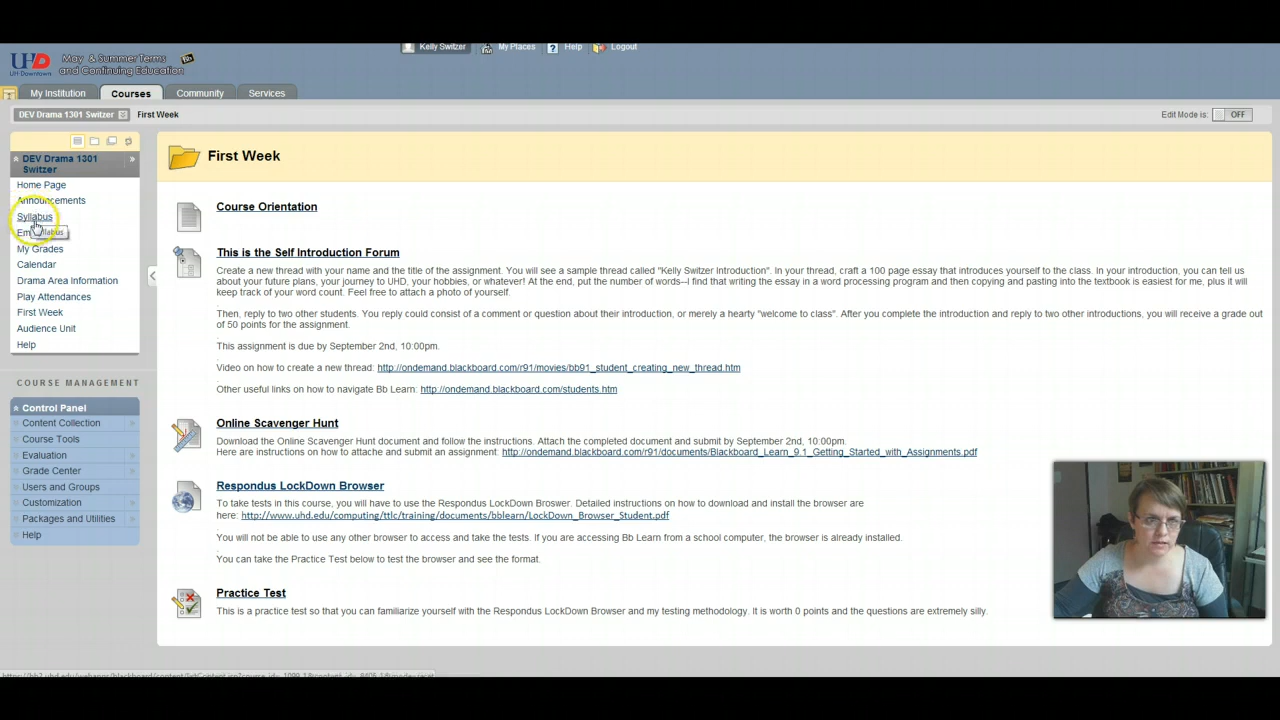 Kelly Switzer My Places Help Logout
UHD May & Summer Terms
UH-Downtown and Continuing Education
My Institution Courses Community Services
DEV Drama 1301 Switzer First Week Edit Mode is: OFF
DEV Drama 1301
Switzer
Home Page
Announcements
Syllabus
Em
My Grades
Calendar
Drama Area Information
Play Attendances
First Week
Audience Unit
Help
COURSE MANAGEMENT
Control Panel
Content Collection
Course Tools
Evaluation
Grade Center
Users and Groups
Customization
Packages and Utilities
Help
First Week
Course Orientation
This is the Self Introduction Forum
Create a new thread with your name and the title of the assignment. You will see a sample thread called "Kelly Switzer Introduction". In your thread, craft a 100 page essay that introduces yourself to the class. In your introduction, you can tell us
about your future plans, your journey to UHD, your hobbies, or whatever! At the end, put the number of words--I find that writing the essay in a word processing program and then copying and pasting into the textbook is easiest for me, plus it will
keep track of your word count. Feel free to attach a photo of yourself.
Then, reply to two other students. You reply could consist of a comment or question about their introduction, or merely a hearty "welcome to class". After you complete the introduction and reply to two other introductions, you will receive a grade out
of 50 points for the assignment.
This assignment is due by September 2nd, 10:00pm.
Video on how to create a new thread: http://ondemand.blackboard.com/r91/movies/bb91_student_creating_new_thread.htm
Other useful links on how to navigate Bb Learn: http://ondemand.blackboard.com/students.htm
Online Scavenger Hunt
Download the Online Scavenger Hunt document and follow the instructions. Attach the completed document and submit by September 2nd, 10:00pm.
Here are instructions on how to attache and submit an assignment: http://ondemand.blackboard.com/r91/documents/Blackboard_Learn_9.1_Getting_Started_with_Assignments.pdf
Respondus LockDown Browser
To take tests in this course, you will have to use the Respondus LockDown Broswer. Detailed instructions on how to download and install the browser are
here: http://www.uhd.edu/computing/ttlc/training/documents/bblearn/LockDown_Browser_Student.pdf
You will not be able to use any other browser to access and take the tests. If you are accessing Bb Learn from a school computer, the browser is already installed.
You can take the Practice Test below to test the browser and see the format.
Practice Test
This is a practice test so that you can familiarize yourself with the Respondus LockDown Browser and my testing methodology. It is worth 0 points and the questions are extremely silly.